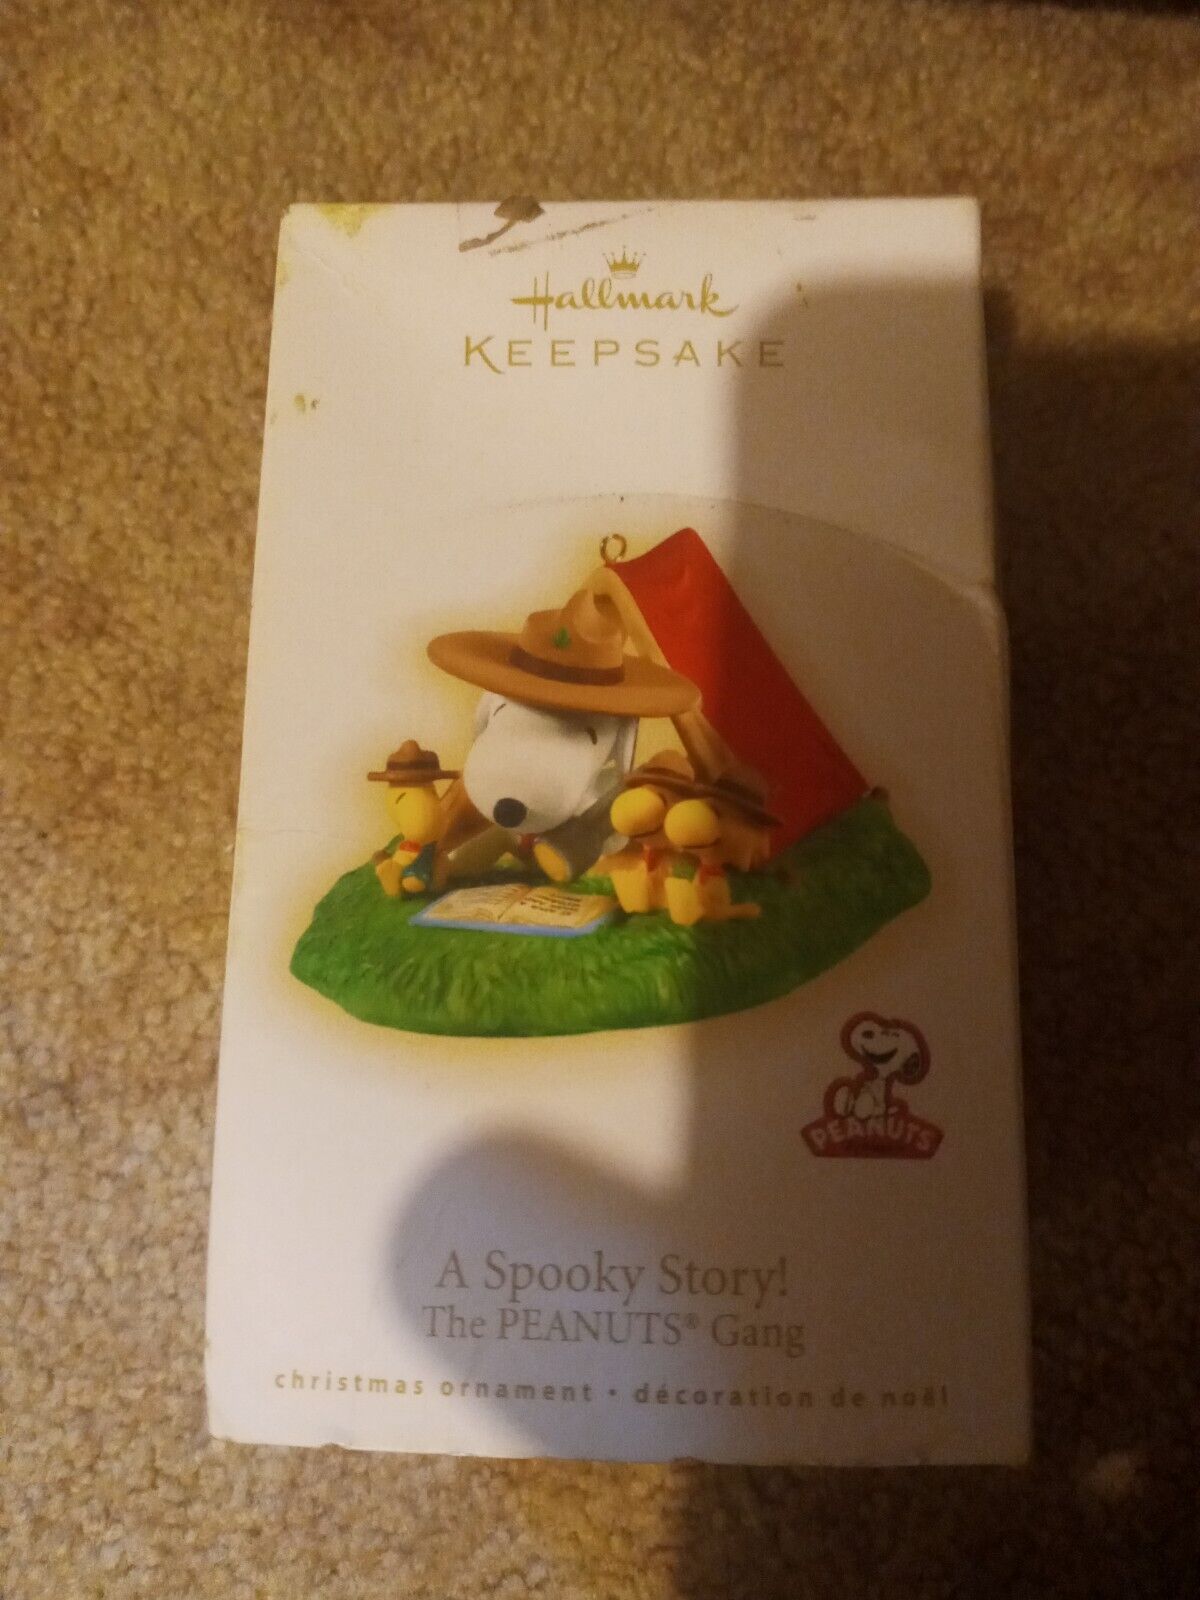 Hallmark
KEEPSAKE
PEANUTS
A Spooky Story!
The PEANUTS® Gang
christmas ornament • décoration de noël